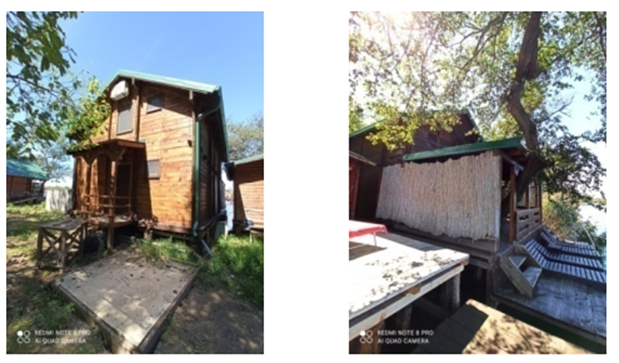 REDMI NOTE 8 PRO
AI QUAD CAMERA
REDMI NOTE 8 PRO
AI QUAD CAMERA